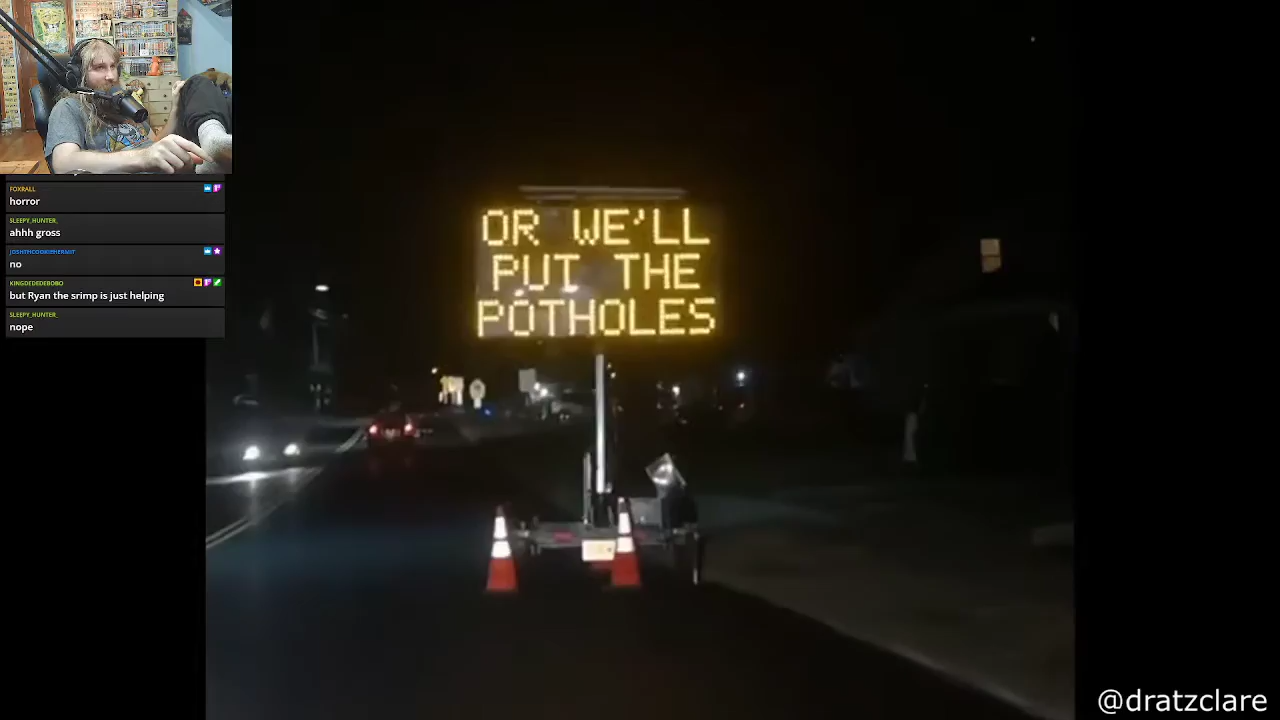 FOXRALL
horror
SLEEPY_HUNTER_
ahhh gross
no
KINGDEDEDEBOBO
but Ryan the srimp is just helping
SLEEPY_HUNTER_
nope
OR WE'LL
PUT THE
POTHOLES
@dratzclare